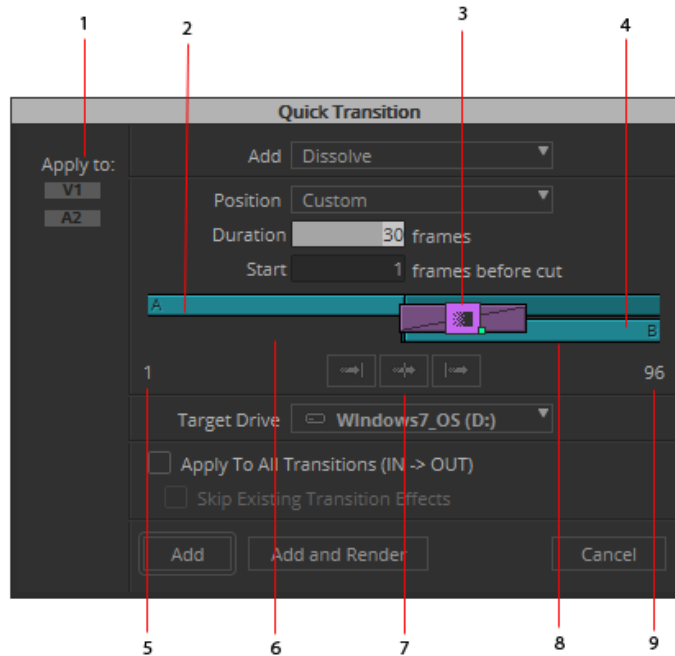 1 2 3 4
Quick Transition
Apply to:
V1
A2
Add Dissolve
Position Custom
Duration 30 frames
Start 1 frames before cut
A
B
1 96
Target Drive WIndows7_OS (D:)
Apply To All Transitions (IN -> OUT)
Skip Existing Transition Effects
Add Add and Render Cancel
5 6 7 8 9